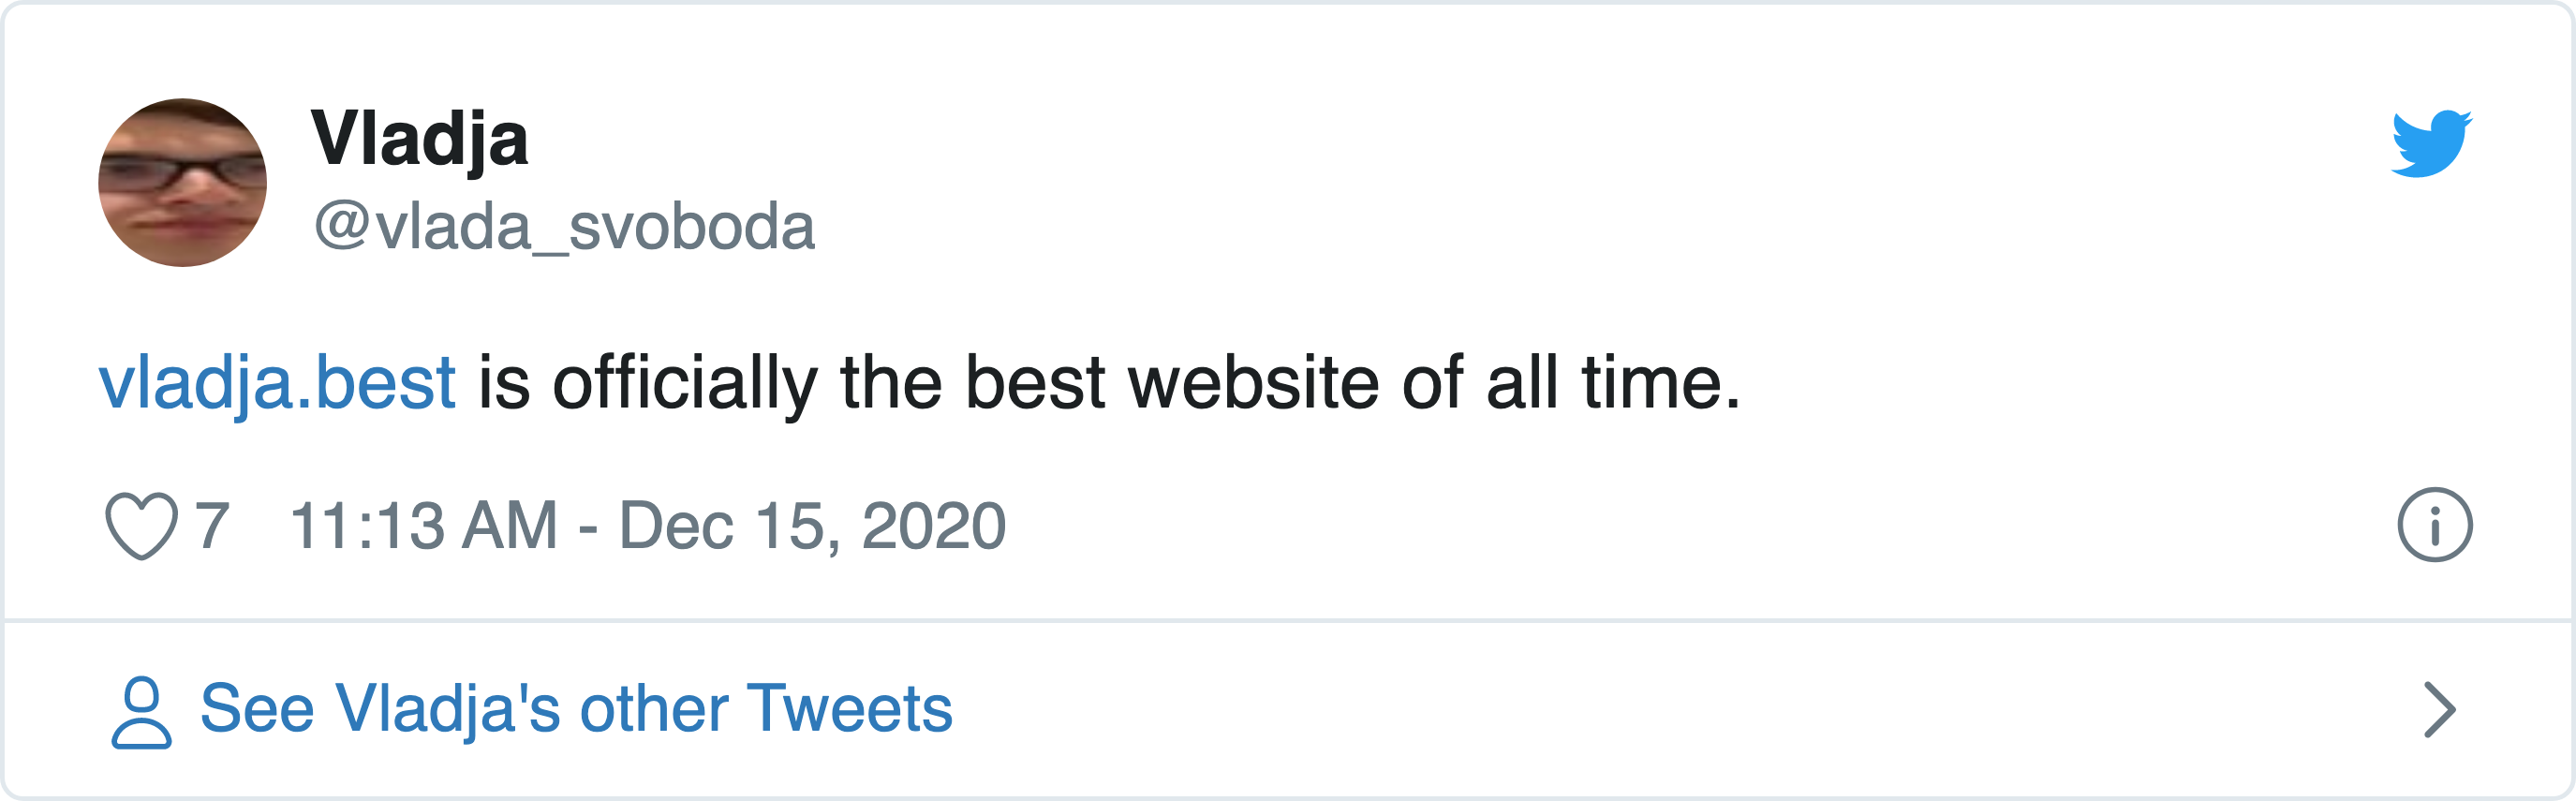 Vladja
@vlada_svoboda
vladja.best is officially the best website of all time.
7 11:13 AM - Dec 15, 2020
See Vladja's other Tweets